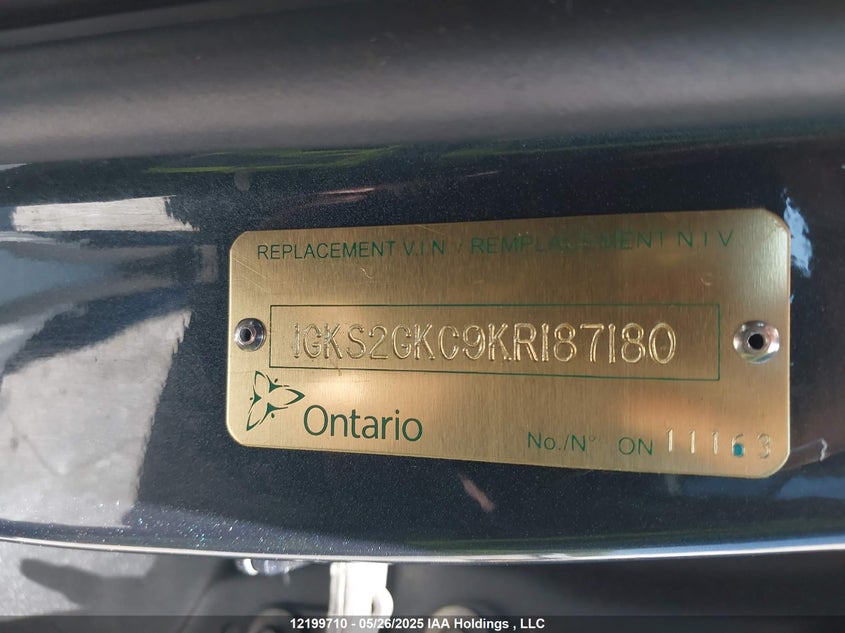 REPLACEMENT V.I.N / REMPLACEMENT N.I.V
1GKS2GKC9KR187180
Ontario
No./N° ON 11163
12199710 - 05/26/2025 IAA Holdings , LLC